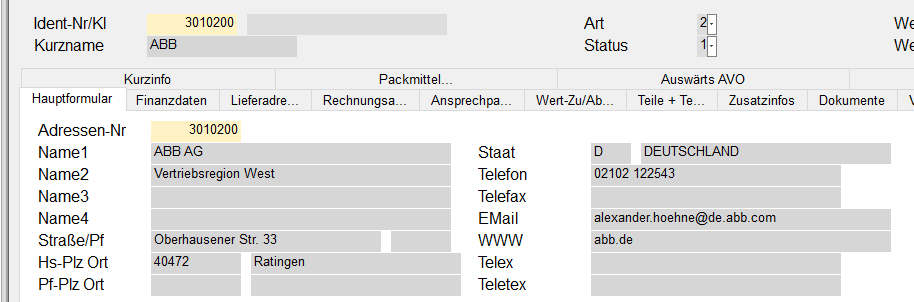 Ident-Nr/Kl 3010200 Art 2 We
Kurzname ABB Status 1 We
Kurzinfo Packmittel... Auswärts AVO
Hauptformular Finanzdaten Lieferadre... Rechnungsa... Ansprechpa... Wert-Zu/Ab... Teile + Te... Zusatzinfos Dokumente V
Adressen-Nr 3010200
Name1 ABB AG Staat D DEUTSCHLAND
Name2 Vertriebsregion West Telefon 02102 122543
Name3 Telefax
Name4 EMail alexander.hoehne@de.abb.com
Straße/Pf Oberhausener Str. 33 WWW abb.de
Hs-Plz Ort 40472 Ratingen Telex
Pf-Plz Ort Teletex